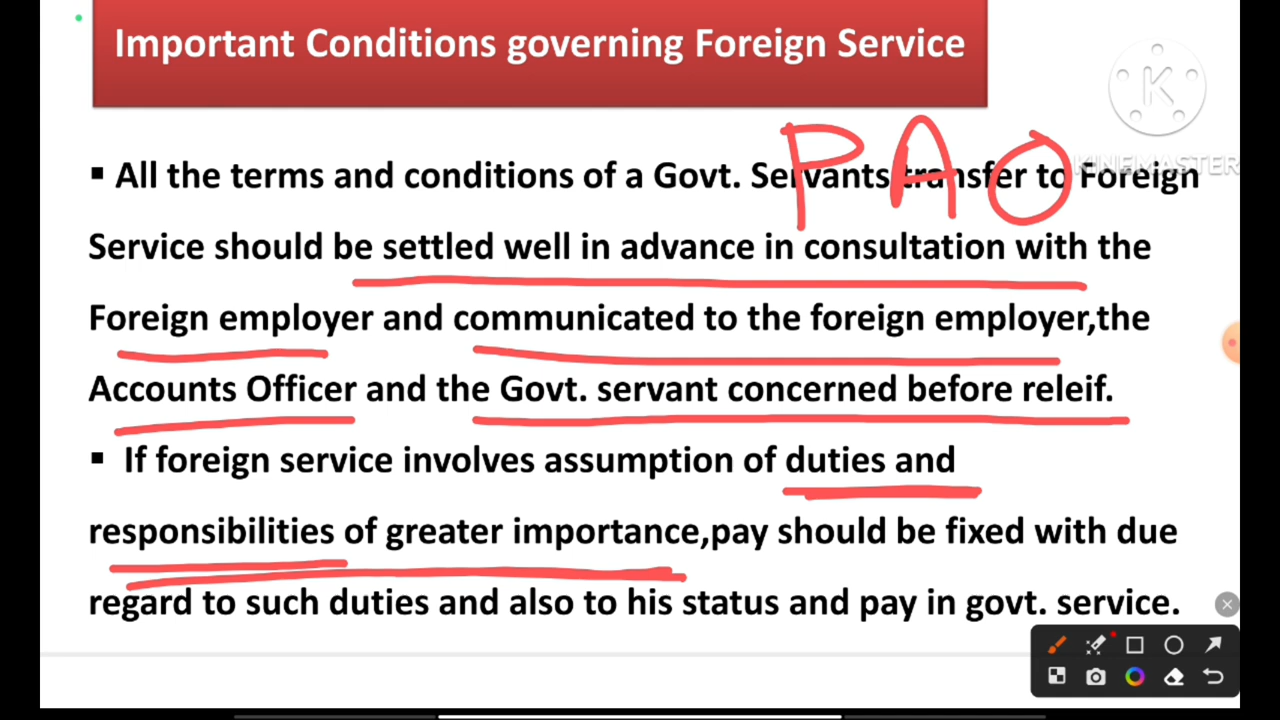 Important Conditions governing Foreign Service
PAO
KINEMASTER
▪ All the terms and conditions of a Govt. Servants transfer to Foreign
Service should be settled well in advance in consultation with the
Foreign employer and communicated to the foreign employer,the
Accounts Officer and the Govt. servant concerned before releif.
▪ If foreign service involves assumption of duties and
responsibilities of greater importance,pay should be fixed with due
regard to such duties and also to his status and pay in govt. service.